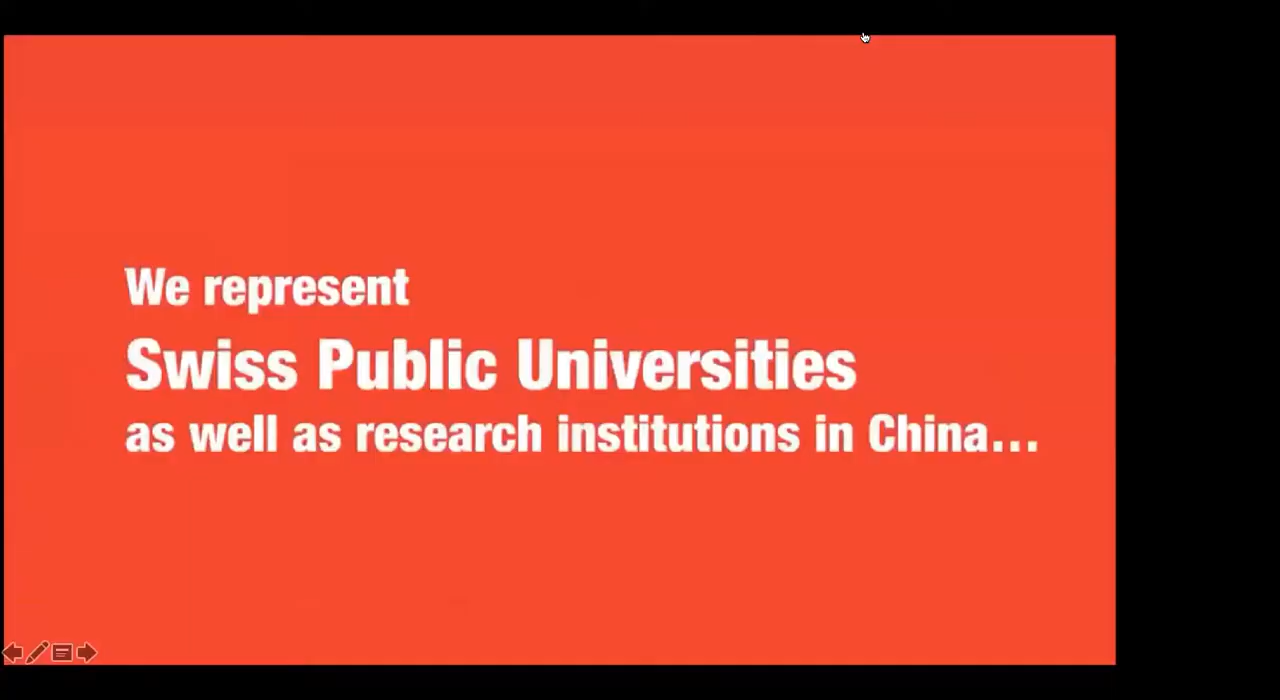 We represent
Swiss Public Universities
as well as research institutions in China...